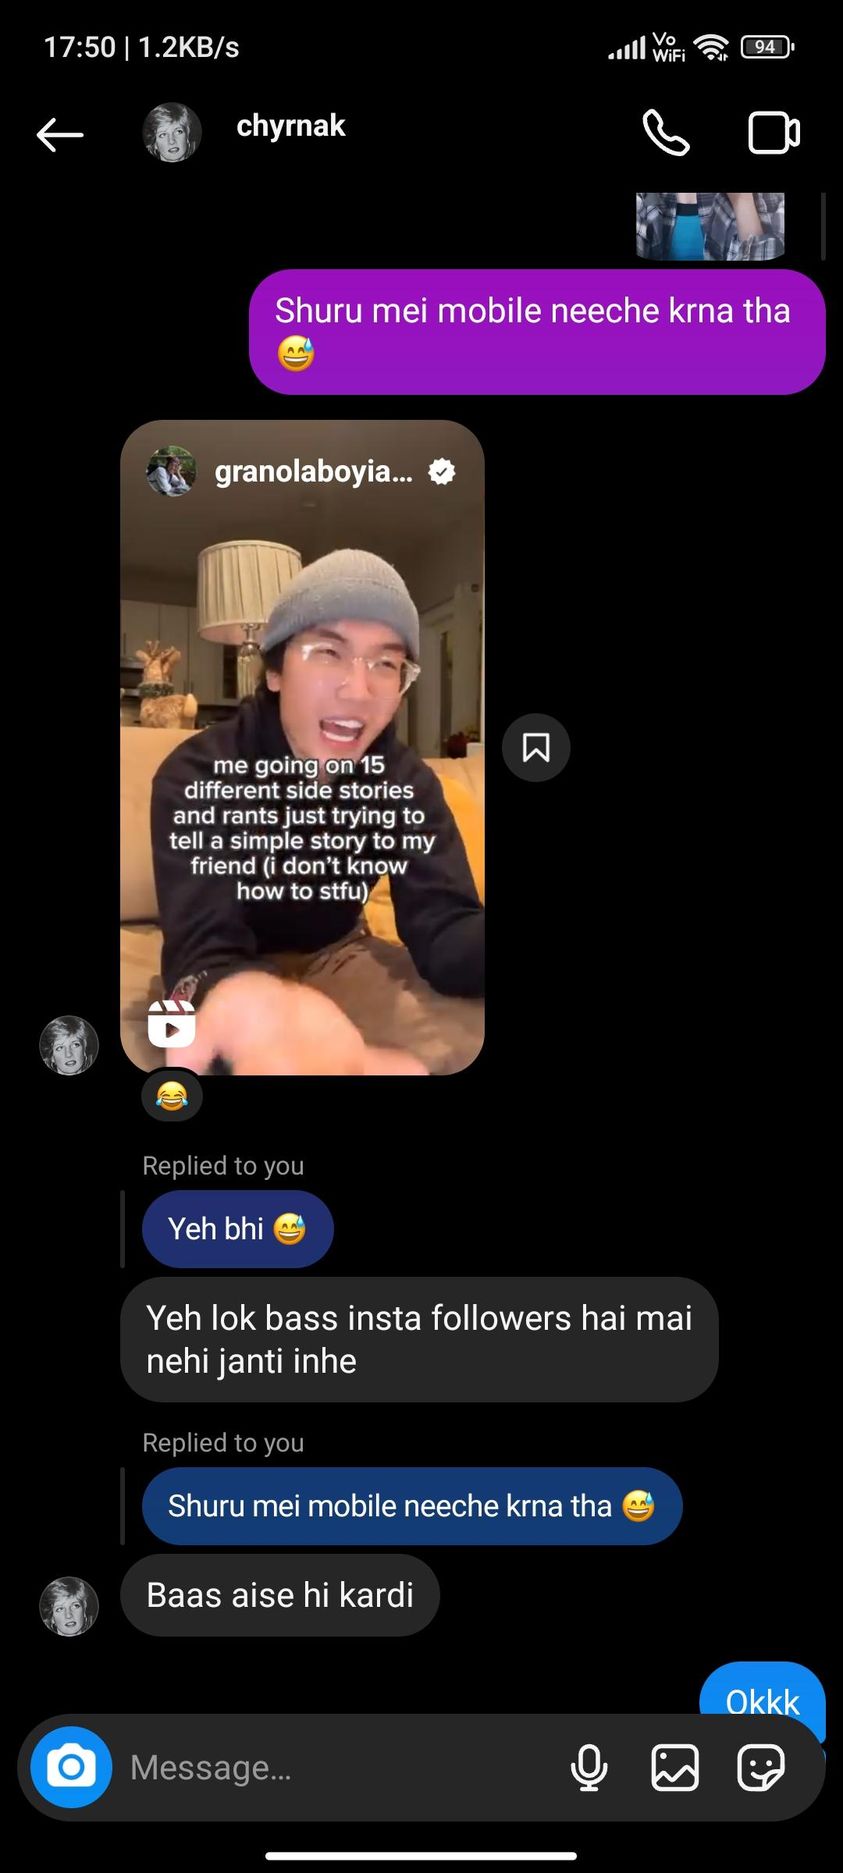 17:50 | 1.2KB/s
Vo
WiFi
94
chyrnak
Shuru mei mobile neeche krna tha
😅
granolaboyia...
me going on 15
different side stories
and rants just trying to
tell a simple story to my
friend (i don't know
how to stfu)
😂
Replied to you
Yeh bhi 😅
Yeh lok bass insta followers hai mai
nehi janti inhe
Replied to you
Shuru mei mobile neeche krna tha 😅
Baas aise hi kardi
Okkk
Message...